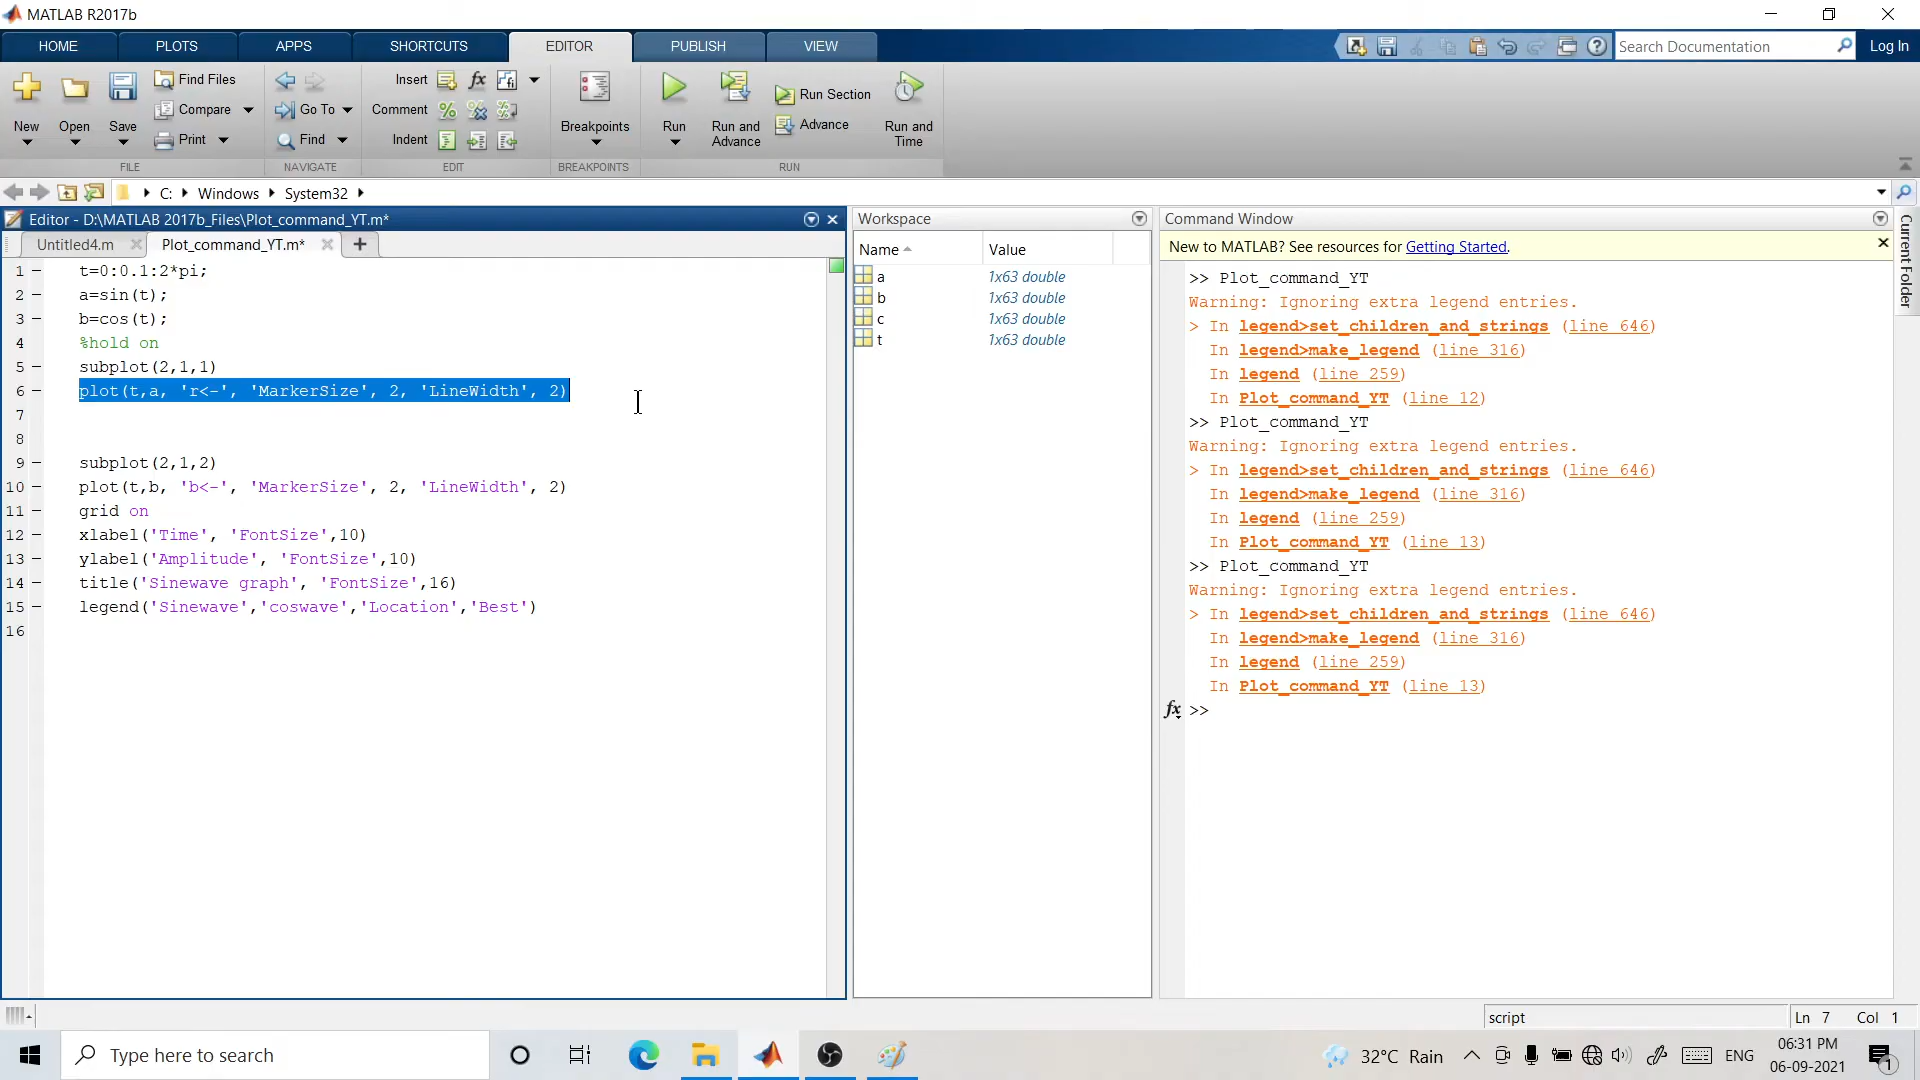 MATLAB R2017b
HOME PLOTS APPS SHORTCUTS EDITOR PUBLISH VIEW
Search Documentation
Log In
New Open Save
Find Files
Compare
Print
FILE
Go To
Find
NAVIGATE
Insert fx
Comment
Indent
EDIT
Breakpoints
BREAKPOINTS
Run
Run and Advance
Run Section
Advance
Run and Time
RUN
C: Windows System32
Editor - D:\MATLAB 2017b_Files\Plot_command_YT.m*
Untitled4.m Plot_command_YT.m* +
1 t=0:0.1:2*pi;
2 a=sin(t);
3 b=cos(t);
4 %hold on
5 subplot(2,1,1)
6 plot(t,a, 'r<-', 'MarkerSize', 2, 'LineWidth', 2)
7
8
9 subplot(2,1,2)
10 plot(t,b, 'b<-', 'MarkerSize', 2, 'LineWidth', 2)
11 grid on
12 xlabel('Time', 'FontSize',10)
13 ylabel('Amplitude', 'FontSize',10)
14 title('Sinewave graph', 'FontSize',16)
15 legend('Sinewave','coswave','Location','Best')
16
Workspace
Name Value
a 1x63 double
b 1x63 double
c 1x63 double
t 1x63 double
Command Window
New to MATLAB? See resources for Getting Started.
>> Plot_command_YT
Warning: Ignoring extra legend entries.
> In legend>set_children_and_strings (line 646)
In legend>make_legend (line 316)
In legend (line 259)
In Plot_command_YT (line 12)
>> Plot_command_YT
Warning: Ignoring extra legend entries.
> In legend>set_children_and_strings (line 646)
In legend>make_legend (line 316)
In legend (line 259)
In Plot_command_YT (line 13)
>> Plot_command_YT
Warning: Ignoring extra legend entries.
> In legend>set_children_and_strings (line 646)
In legend>make_legend (line 316)
In legend (line 259)
In Plot_command_YT (line 13)
fx >>
Current Folder
script
Ln 7 Col 1
Type here to search
32°C Rain
ENG
06:31 PM
06-09-2021
1